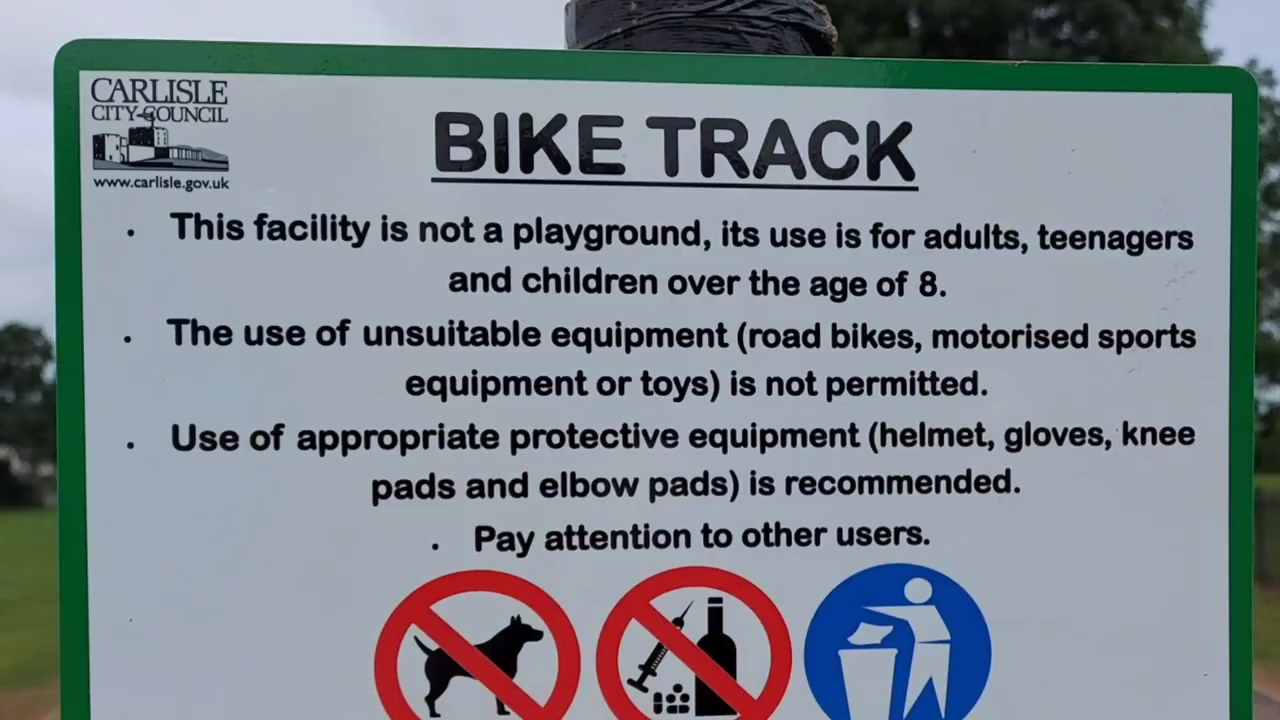 CARLISLE
CITY COUNCIL
www.carlisle.gov.uk
BIKE TRACK
· This facility is not a playground, its use is for adults, teenagers
and children over the age of 8.
· The use of unsuitable equipment (road bikes, motorised sports
equipment or toys) is not permitted.
· Use of appropriate protective equipment (helmet, gloves, knee
pads and elbow pads) is recommended.
· Pay attention to other users.